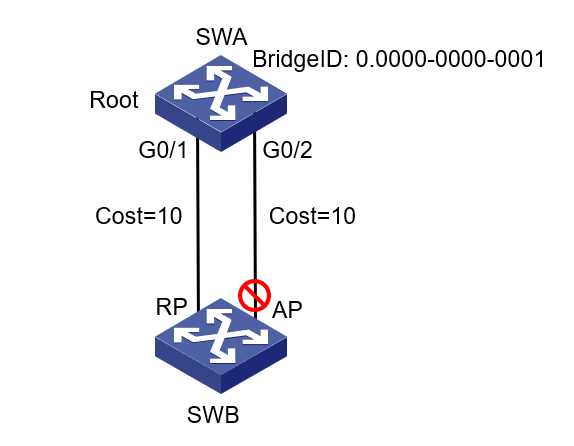 SWA
BridgeID: 0.0000-0000-0001
Root
G0/1
G0/2
Cost=10
Cost=10
RP
AP
SWB